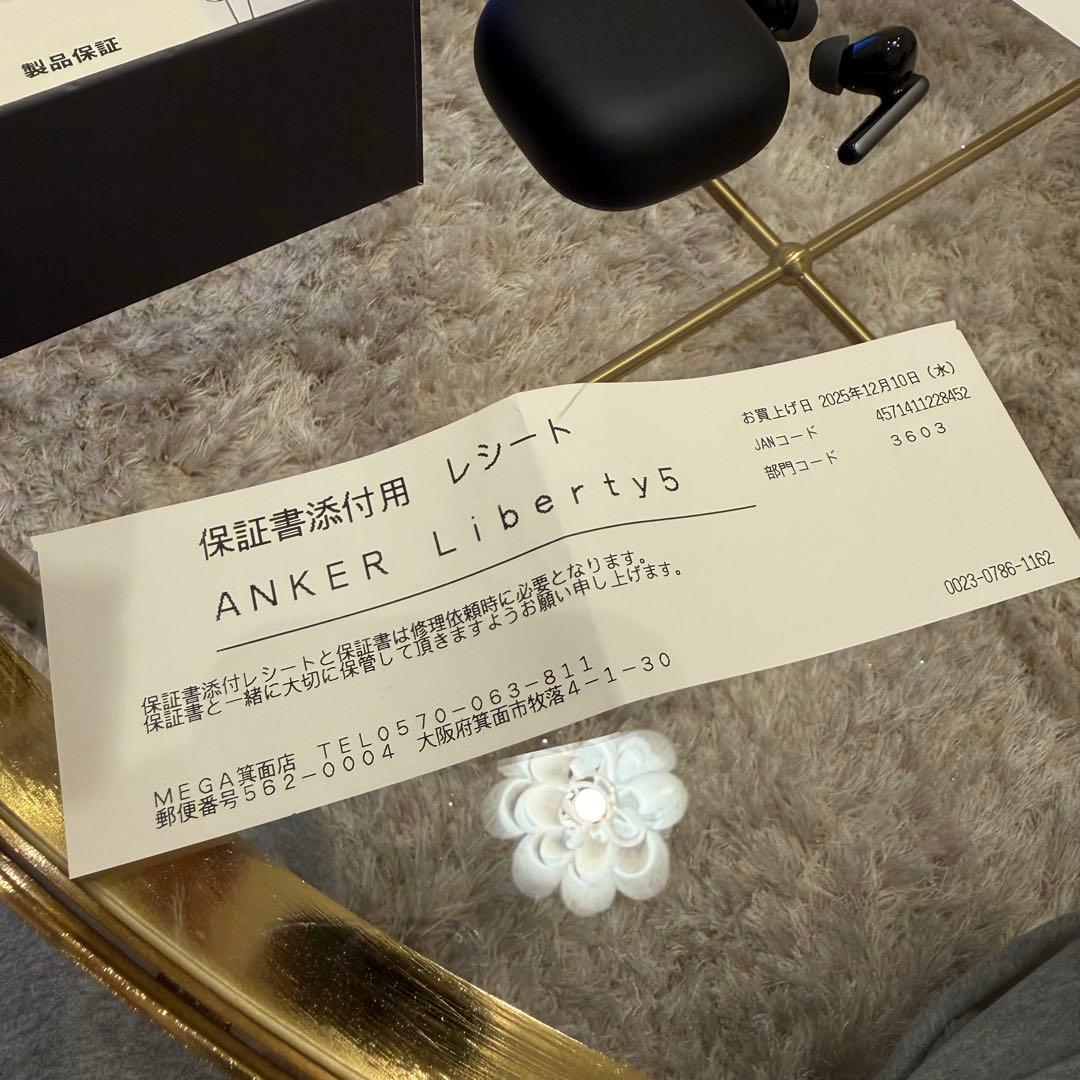 製品保証
保証書添付用 レシート
ANKER Liberty5
お買上げ日 2025年12月10日(水)
JANコード 4571411228452
部門コード 3603
保証書添付レシートと保証書は修理依頼時に必要となります。
保証書と一緒に大切に保管して頂きますようお願い申し上げます。
0023-0786-1162
MEGA箕面店 TEL0570-063-811
郵便番号562-0004 大阪府箕面市牧落4-1-30